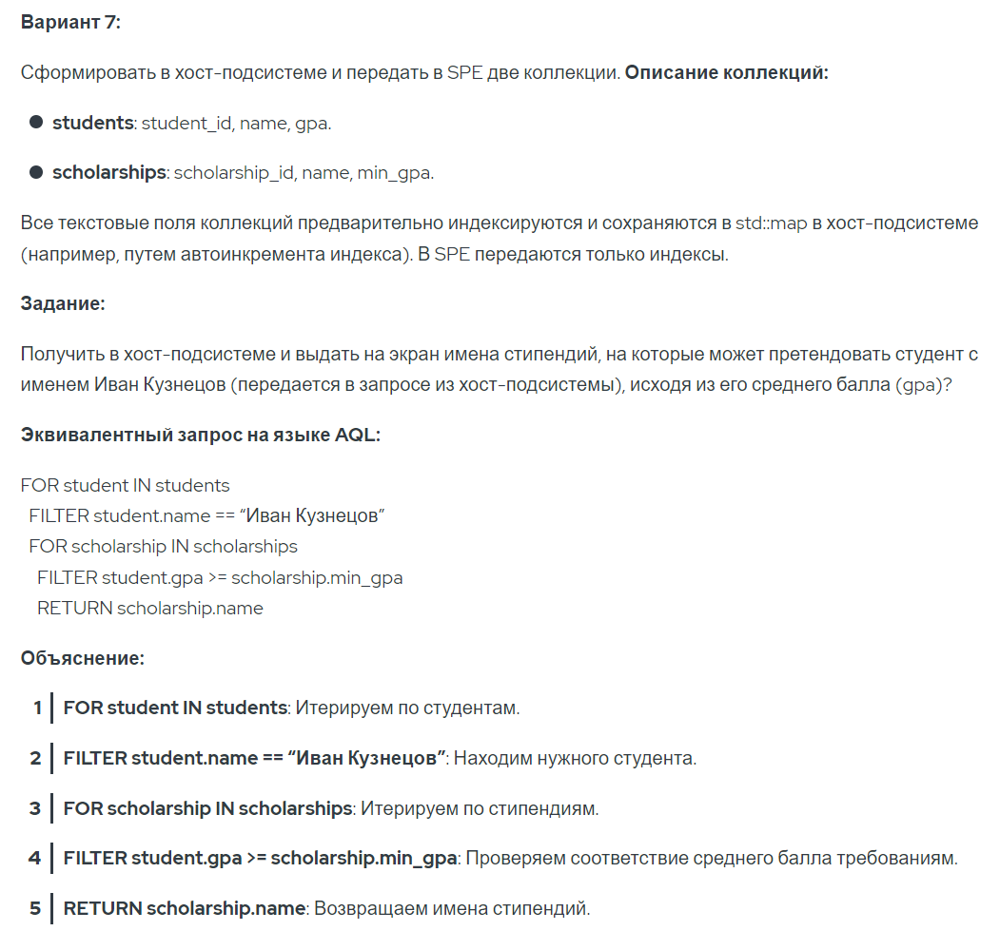 Вариант 7:
Сформировать в хост-подсистеме и передать в SPE две коллекции. Описание коллекций:
● students: student_id, name, gpa.
● scholarships: scholarship_id, name, min_gpa.
Все текстовые поля коллекций предварительно индексируются и сохраняются в std::map в хост-подсистеме
(например, путем автоинкремента индекса). В SPE передаются только индексы.
Задание:
Получить в хост-подсистеме и выдать на экран имена стипендий, на которые может претендовать студент с
именем Иван Кузнецов (передается в запросе из хост-подсистемы), исходя из его среднего балла (gpa)?
Эквивалентный запрос на языке AQL:
FOR student IN students
FILTER student.name == “Иван Кузнецов”
FOR scholarship IN scholarships
FILTER student.gpa >= scholarship.min_gpa
RETURN scholarship.name
Объяснение:
1 FOR student IN students: Итерируем по студентам.
2 FILTER student.name == “Иван Кузнецов”: Находим нужного студента.
3 FOR scholarship IN scholarships: Итерируем по стипендиям.
4 FILTER student.gpa >= scholarship.min_gpa: Проверяем соответствие среднего балла требованиям.
5 RETURN scholarship.name: Возвращаем имена стипендий.